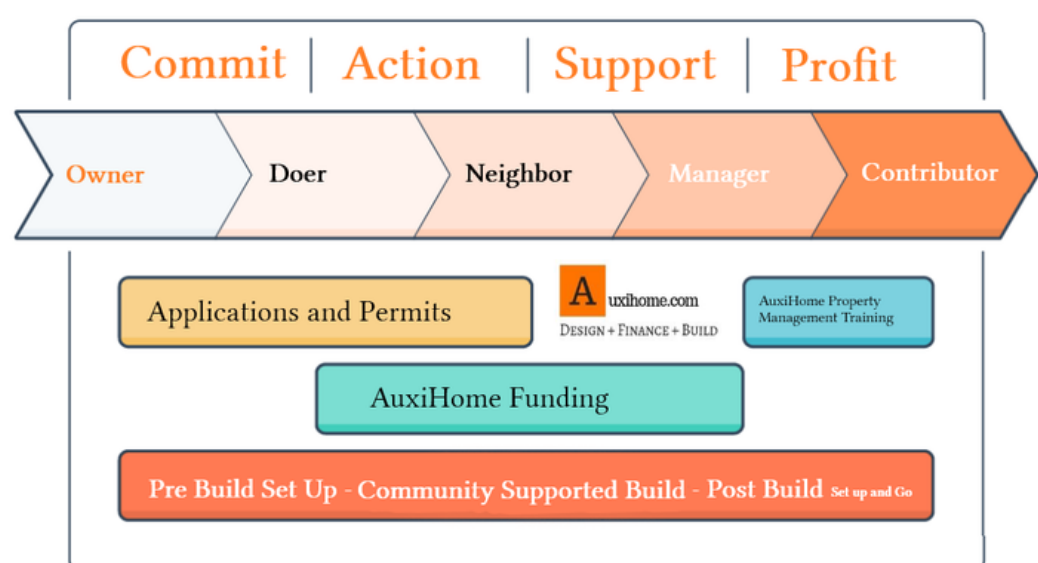 Commit
Action
Support
Profit
Owner
Doer
Neighbor
Manager
Contributor
Applications and Permits
A uxihome.com
DESIGN + FINANCE + BUILD
AuxiHome Property
Management Training
AuxiHome Funding
Pre Build Set Up - Community Supported Build - Post Build Set up and Go